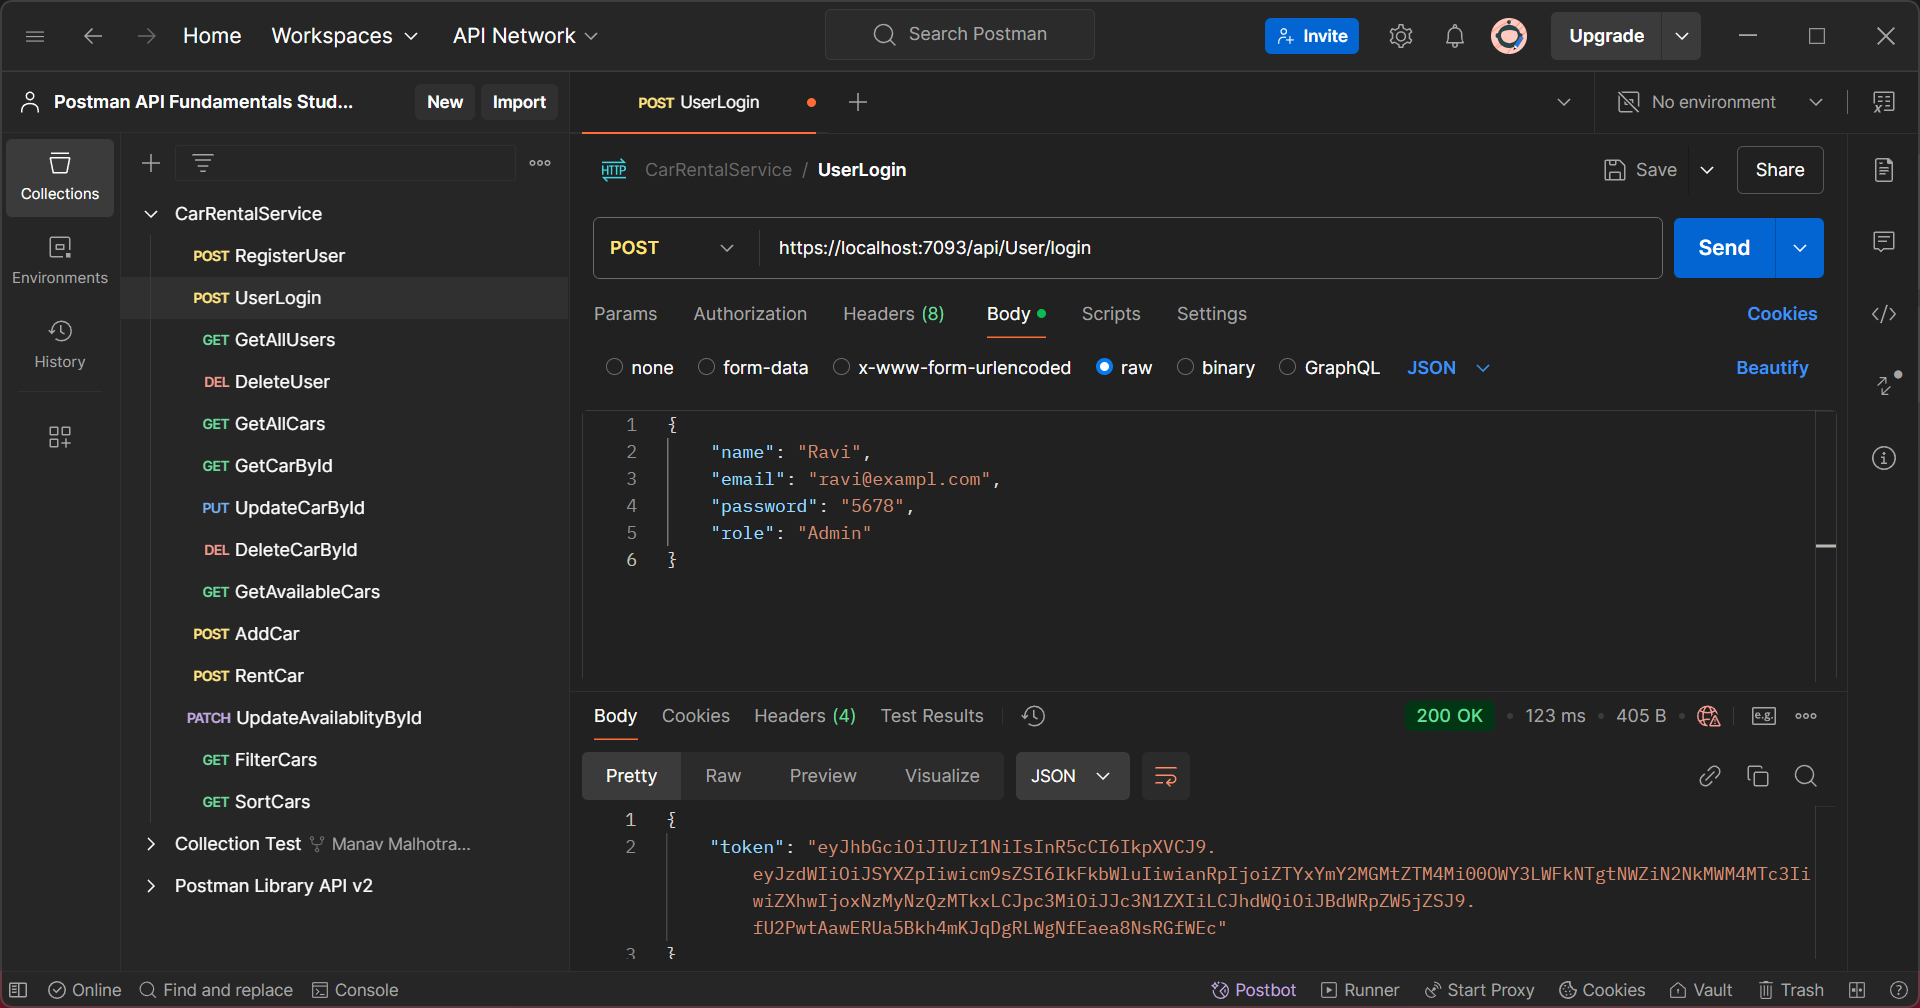 Home Workspaces API Network Search Postman Invite Upgrade
Postman API Fundamentals Stud... New Import POST UserLogin No environment
Collections
Environments
History
CarRentalService
POST RegisterUser
POST UserLogin
GET GetAllUsers
DEL DeleteUser
GET GetAllCars
GET GetCarById
PUT UpdateCarById
DEL DeleteCarById
GET GetAvailableCars
POST AddCar
POST RentCar
PATCH UpdateAvailablityById
GET FilterCars
GET SortCars
Collection Test Manav Malhotra...
Postman Library API v2
HTTP CarRentalService / UserLogin Save Share
POST https://localhost:7093/api/User/login Send
Params Authorization Headers (8) Body Scripts Settings Cookies
none form-data x-www-form-urlencoded raw binary GraphQL JSON Beautify
1 {
2 "name": "Ravi",
3 "email": "ravi@exampl.com",
4 "password": "5678",
5 "role": "Admin"
6 }
Body Cookies Headers (4) Test Results 200 OK 123 ms 405 B e.g.
Pretty Raw Preview Visualize JSON
1 {
2 "token": "eyJhbGciOiJIUzI1NiIsInR5cCI6IkpXVCJ9.
eyJzdWIiOiJSYXZpIiwicm9sZSI6IkFkbWluIiwianRpIjoiZTYxYmY2MGMtZTM4Mi00OWY3LWFkNTgtNWZiN2NkMWM4MTc3Ii
wiZXhwIjoxNzMyNzQzMTkxLCJpc3MiOiJJc3N1ZXIiLCJhdWQiOiJBdWRpZW5jZSJ9.
fU2PwtAawERUa5Bkh4mKJqDgRLWgNfEaea8NsRGfWEc"
3 }
Online Find and replace Console Postbot Runner Start Proxy Cookies Vault Trash